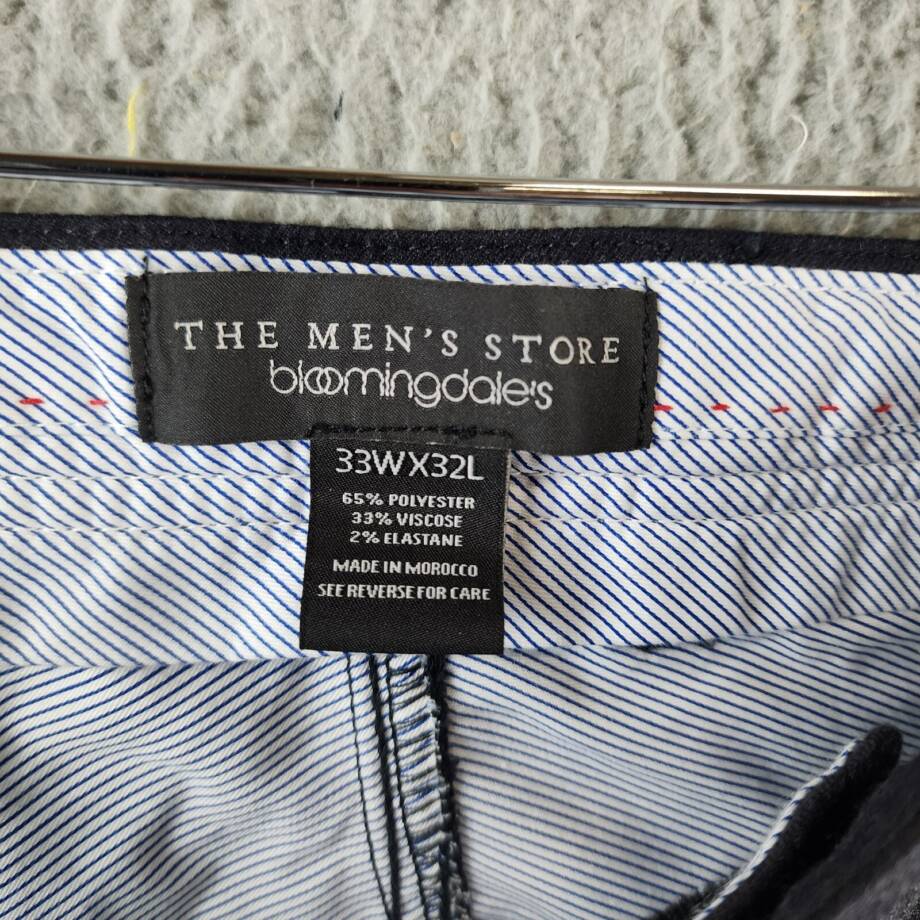 THE MEN'S STORE
bloomingdale's
33WX32L
65% POLYESTER
33% VISCOSE
2% ELASTANE
MADE IN MOROCCO
SEE REVERSE FOR CARE